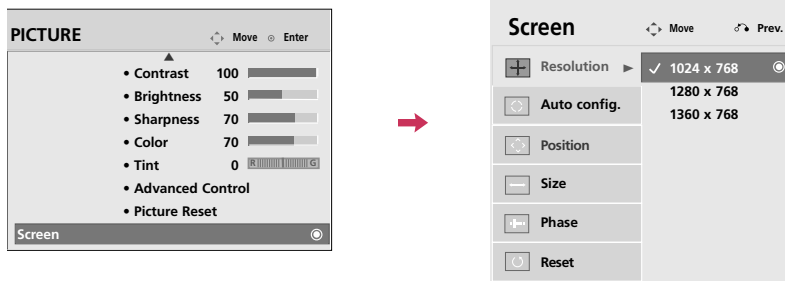 PICTURE Move Enter
• Contrast 100
• Brightness 50
• Sharpness 70
• Color 70
• Tint 0 R G
• Advanced Control
• Picture Reset
Screen
Screen Move Prev.
Resolution ► ✓ 1024 x 768
1280 x 768
1360 x 768
Auto config.
Position
Size
Phase
Reset